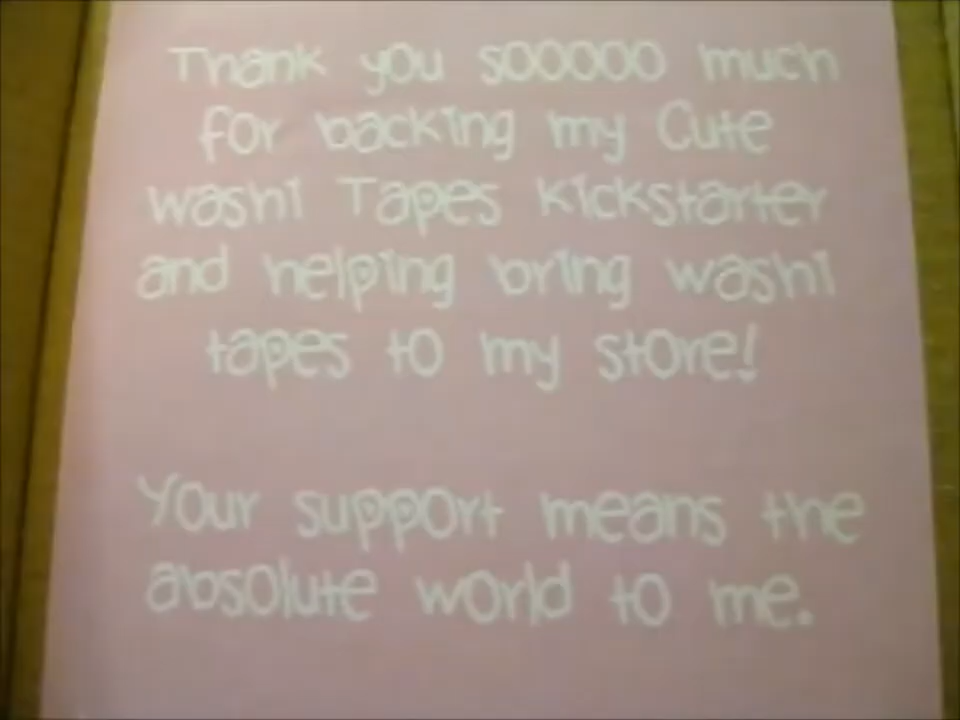 Thank you sooooo much
for backing my Cute
Washi Tapes Kickstarter
and helping bring washi
tapes to my store!
Your support means the
absolute world to me.